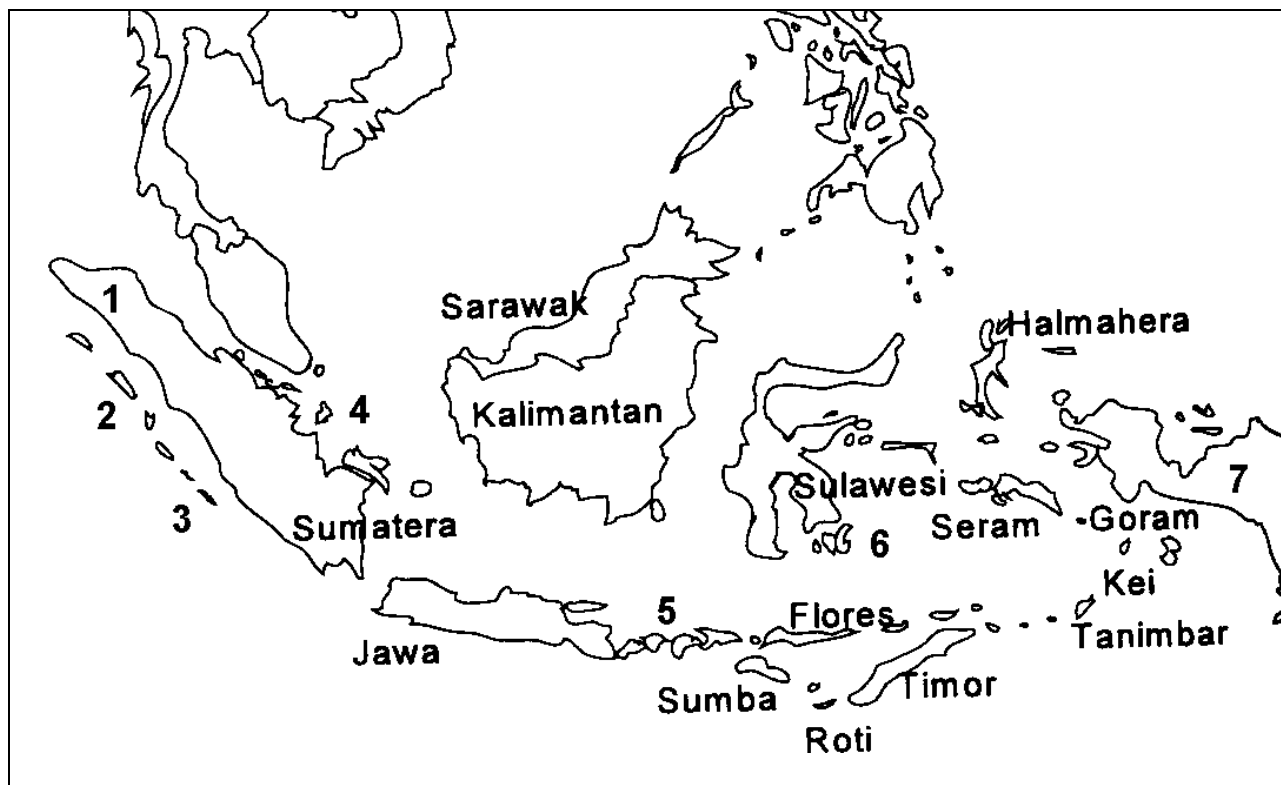 1
Sarawak
Halmahera
2
4
Kalimantan
7
3
Sumatera
Sulawesi
Seram
Goram
6
Kei
5
Flores
Tanimbar
Jawa
Sumba
Timor
Roti